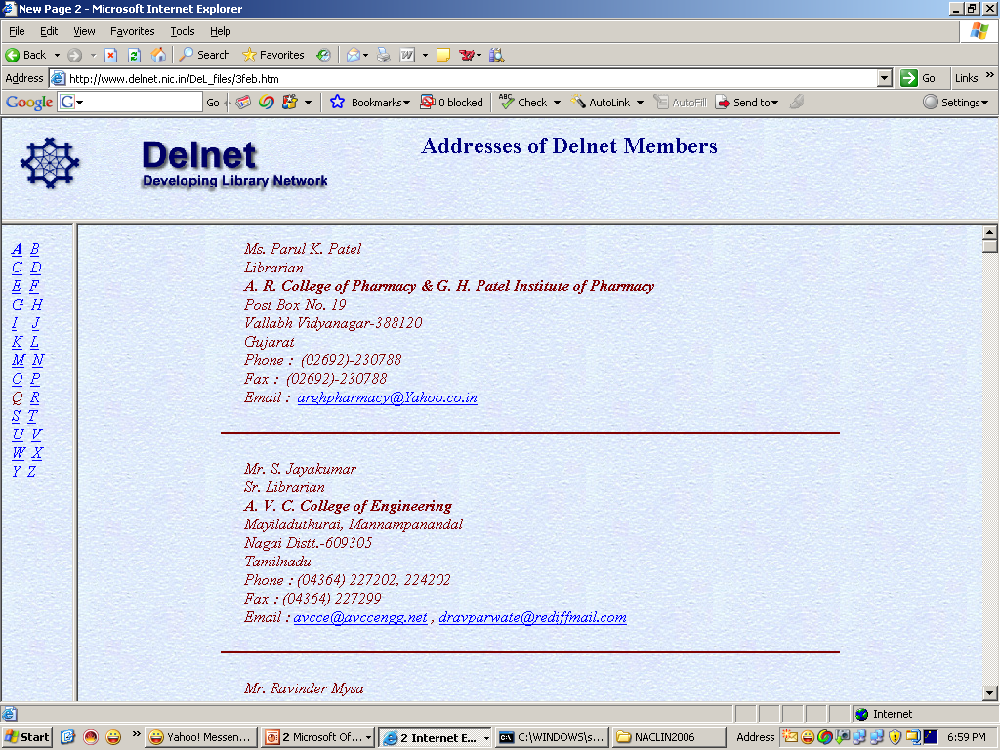 New Page 2 - Microsoft Internet Explorer
File Edit View Favorites Tools Help
Back Search Favorites
Address http://www.delnet.nic.in/DeL_files/3feb.htm Go Links »
Google G Go Bookmarks 0 blocked ABC Check AutoLink AutoFill Send to Settings
Delnet
Developing Library Network
Addresses of Delnet Members
A B
C D
E F
G H
I J
K L
M N
O P
Q R
S T
U V
W X
Y Z
Ms. Parul K. Patel
Librarian
A. R. College of Pharmacy & G. H. Patel Institute of Pharmacy
Post Box No. 19
Vallabh Vidyanagar-388120
Gujarat
Phone : (02692)-230788
Fax : (02692)-230788
Email : arghpharmacy@Yahoo.co.in
Mr. S. Jayakumar
Sr. Librarian
A. V. C. College of Engineering
Mayiladuthurai, Mannampanandal
Nagai Distt.-609305
Tamilnadu
Phone : (04364) 227202, 224202
Fax : (04364) 227299
Email : avcce@avccengg.net , dravparwate@rediffmail.com
Mr. Ravinder Mysa
Internet
Start » Yahoo! Messen... 2 Microsoft Of... 2 Internet E... C:\WINDOWS\s... NACLIN2006 Address 6:59 PM